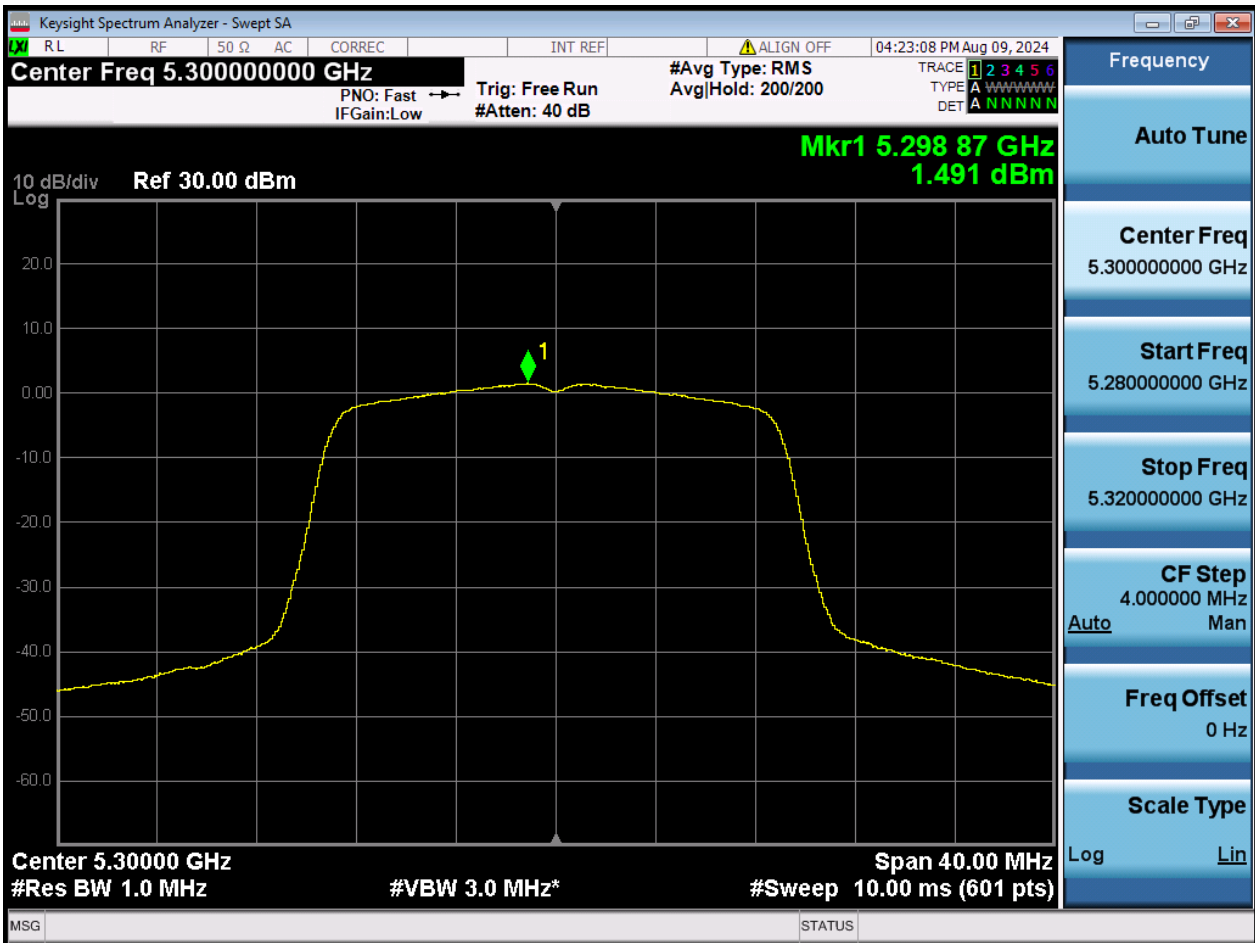 Keysight Spectrum Analyzer - Swept SA
LXI RL RF 50 Ω AC CORREC INT REF ALIGN OFF 04:23:08 PM Aug 09, 2024
Center Freq 5.300000000 GHz
PNO: Fast
IFGain:Low
Trig: Free Run
#Atten: 40 dB
#Avg Type: RMS
Avg|Hold: 200/200
TRACE 1 2 3 4 5 6
TYPE A WWWWW
DET A N N N N N
Mkr1 5.298 87 GHz
1.491 dBm
10 dB/div Ref 30.00 dBm
Log
20.0
10.0
0.00
-10.0
-20.0
-30.0
-40.0
-50.0
-60.0
1
Center 5.30000 GHz Span 40.00 MHz
#Res BW 1.0 MHz #VBW 3.0 MHz* #Sweep 10.00 ms (601 pts)
MSG STATUS
Frequency
Auto Tune
Center Freq
5.300000000 GHz
Start Freq
5.280000000 GHz
Stop Freq
5.320000000 GHz
CF Step
4.000000 MHz
Auto Man
Freq Offset
0 Hz
Scale Type
Log Lin